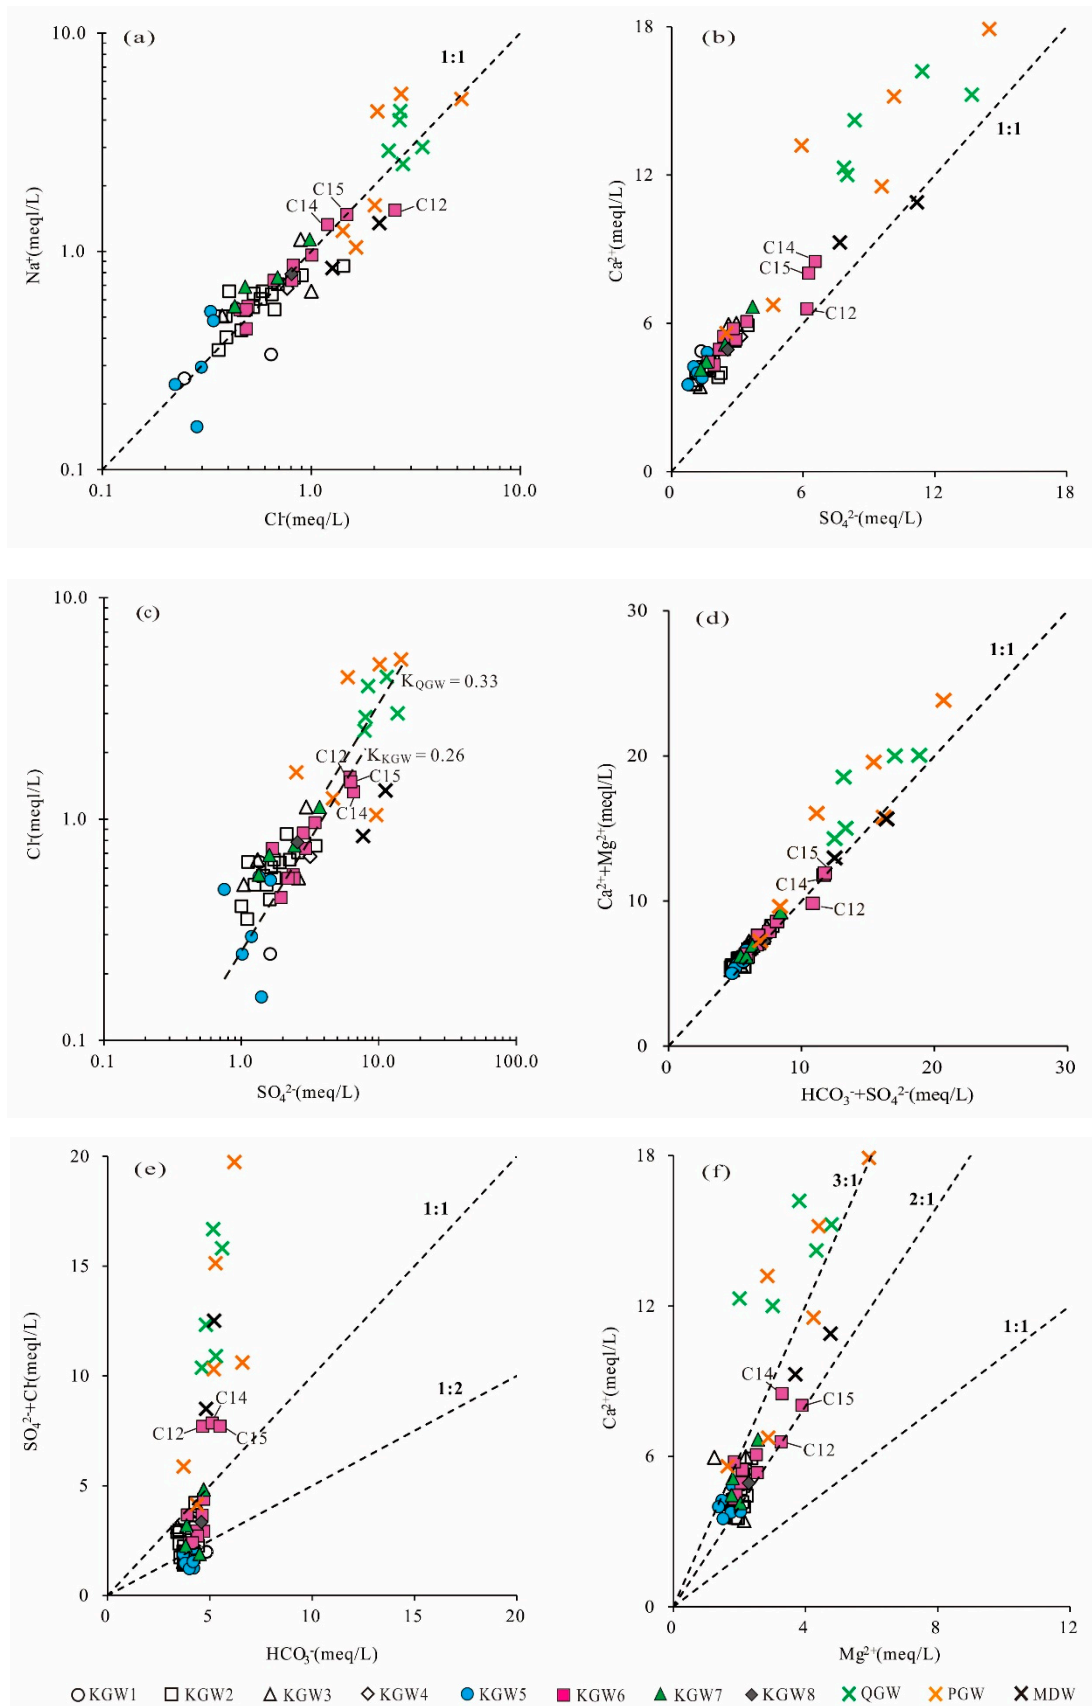 (a)
10.0
1:1
C15
C14
C12
1.0
Na⁺(meql/L)
0.1
0.1 1.0 10.0
Cl⁻(meq/L)
(b)
18
1:1
12
Ca²⁺(meql/L)
C14
C15
6
C12
0
0 6 12 18
SO₄²⁻(meq/L)
(c)
10.0
K_QGW = 0.33
K_KGW = 0.26
C12
C15
C14
1.0
Cl⁻(meql/L)
0.1
0.1 1.0 10.0 100.0
SO₄²⁻(meq/L)
(d)
30
1:1
20
Ca²⁺+Mg²⁺(meql/L)
C15
C14
C12
10
0
0 10 20 30
HCO₃⁻+SO₄²⁻(meq/L)
(e)
20
1:1
15
SO₄²⁻+Cl⁻(meql/L)
10
1:2
C14
C12
C15
5
0
0 5 10 15 20
HCO₃⁻(meq/L)
(f)
18
3:1
2:1
1:1
12
Ca²⁺(meql/L)
C14
C15
C12
6
0
0 4 8 12
Mg²⁺(meq/L)
KGW1 KGW2 KGW3 KGW4 KGW5 KGW6 KGW7 KGW8 QGW PGW MDW